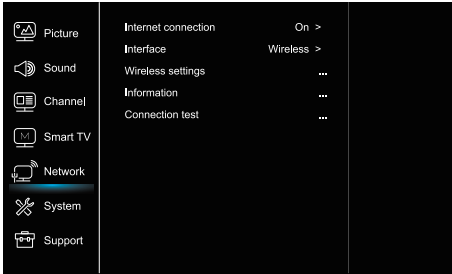 Picture
Sound
Channel
M
Smart TV
Network
System
Support
Internet connection On >
Interface Wireless >
Wireless settings ...
Information ...
Connection test ...